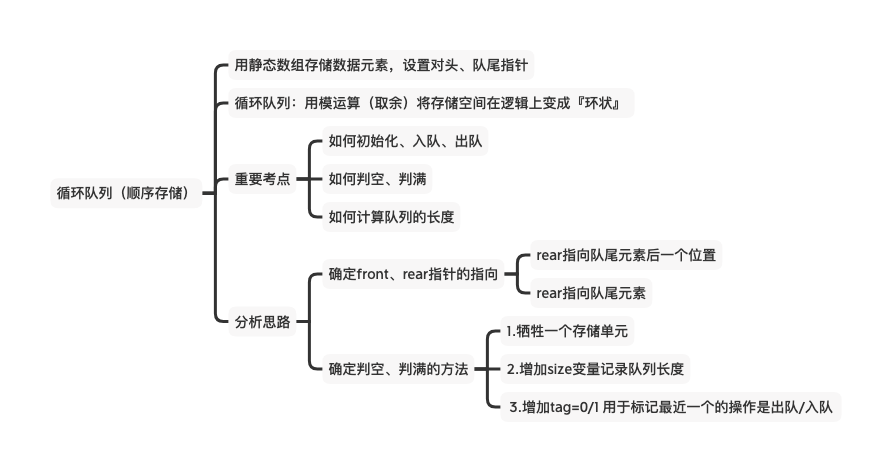 循环队列（顺序存储）
用静态数组存储数据元素，设置对头、队尾指针
循环队列：用模运算（取余）将存储空间在逻辑上变成『环状』
重要考点
如何初始化、入队、出队
如何判空、判满
如何计算队列的长度
分析思路
确定front、rear指针的指向
rear指向队尾元素后一个位置
rear指向队尾元素
确定判空、判满的方法
1.牺牲一个存储单元
2.增加size变量记录队列长度
3.增加tag=0/1 用于标记最近一个的操作是出队/入队